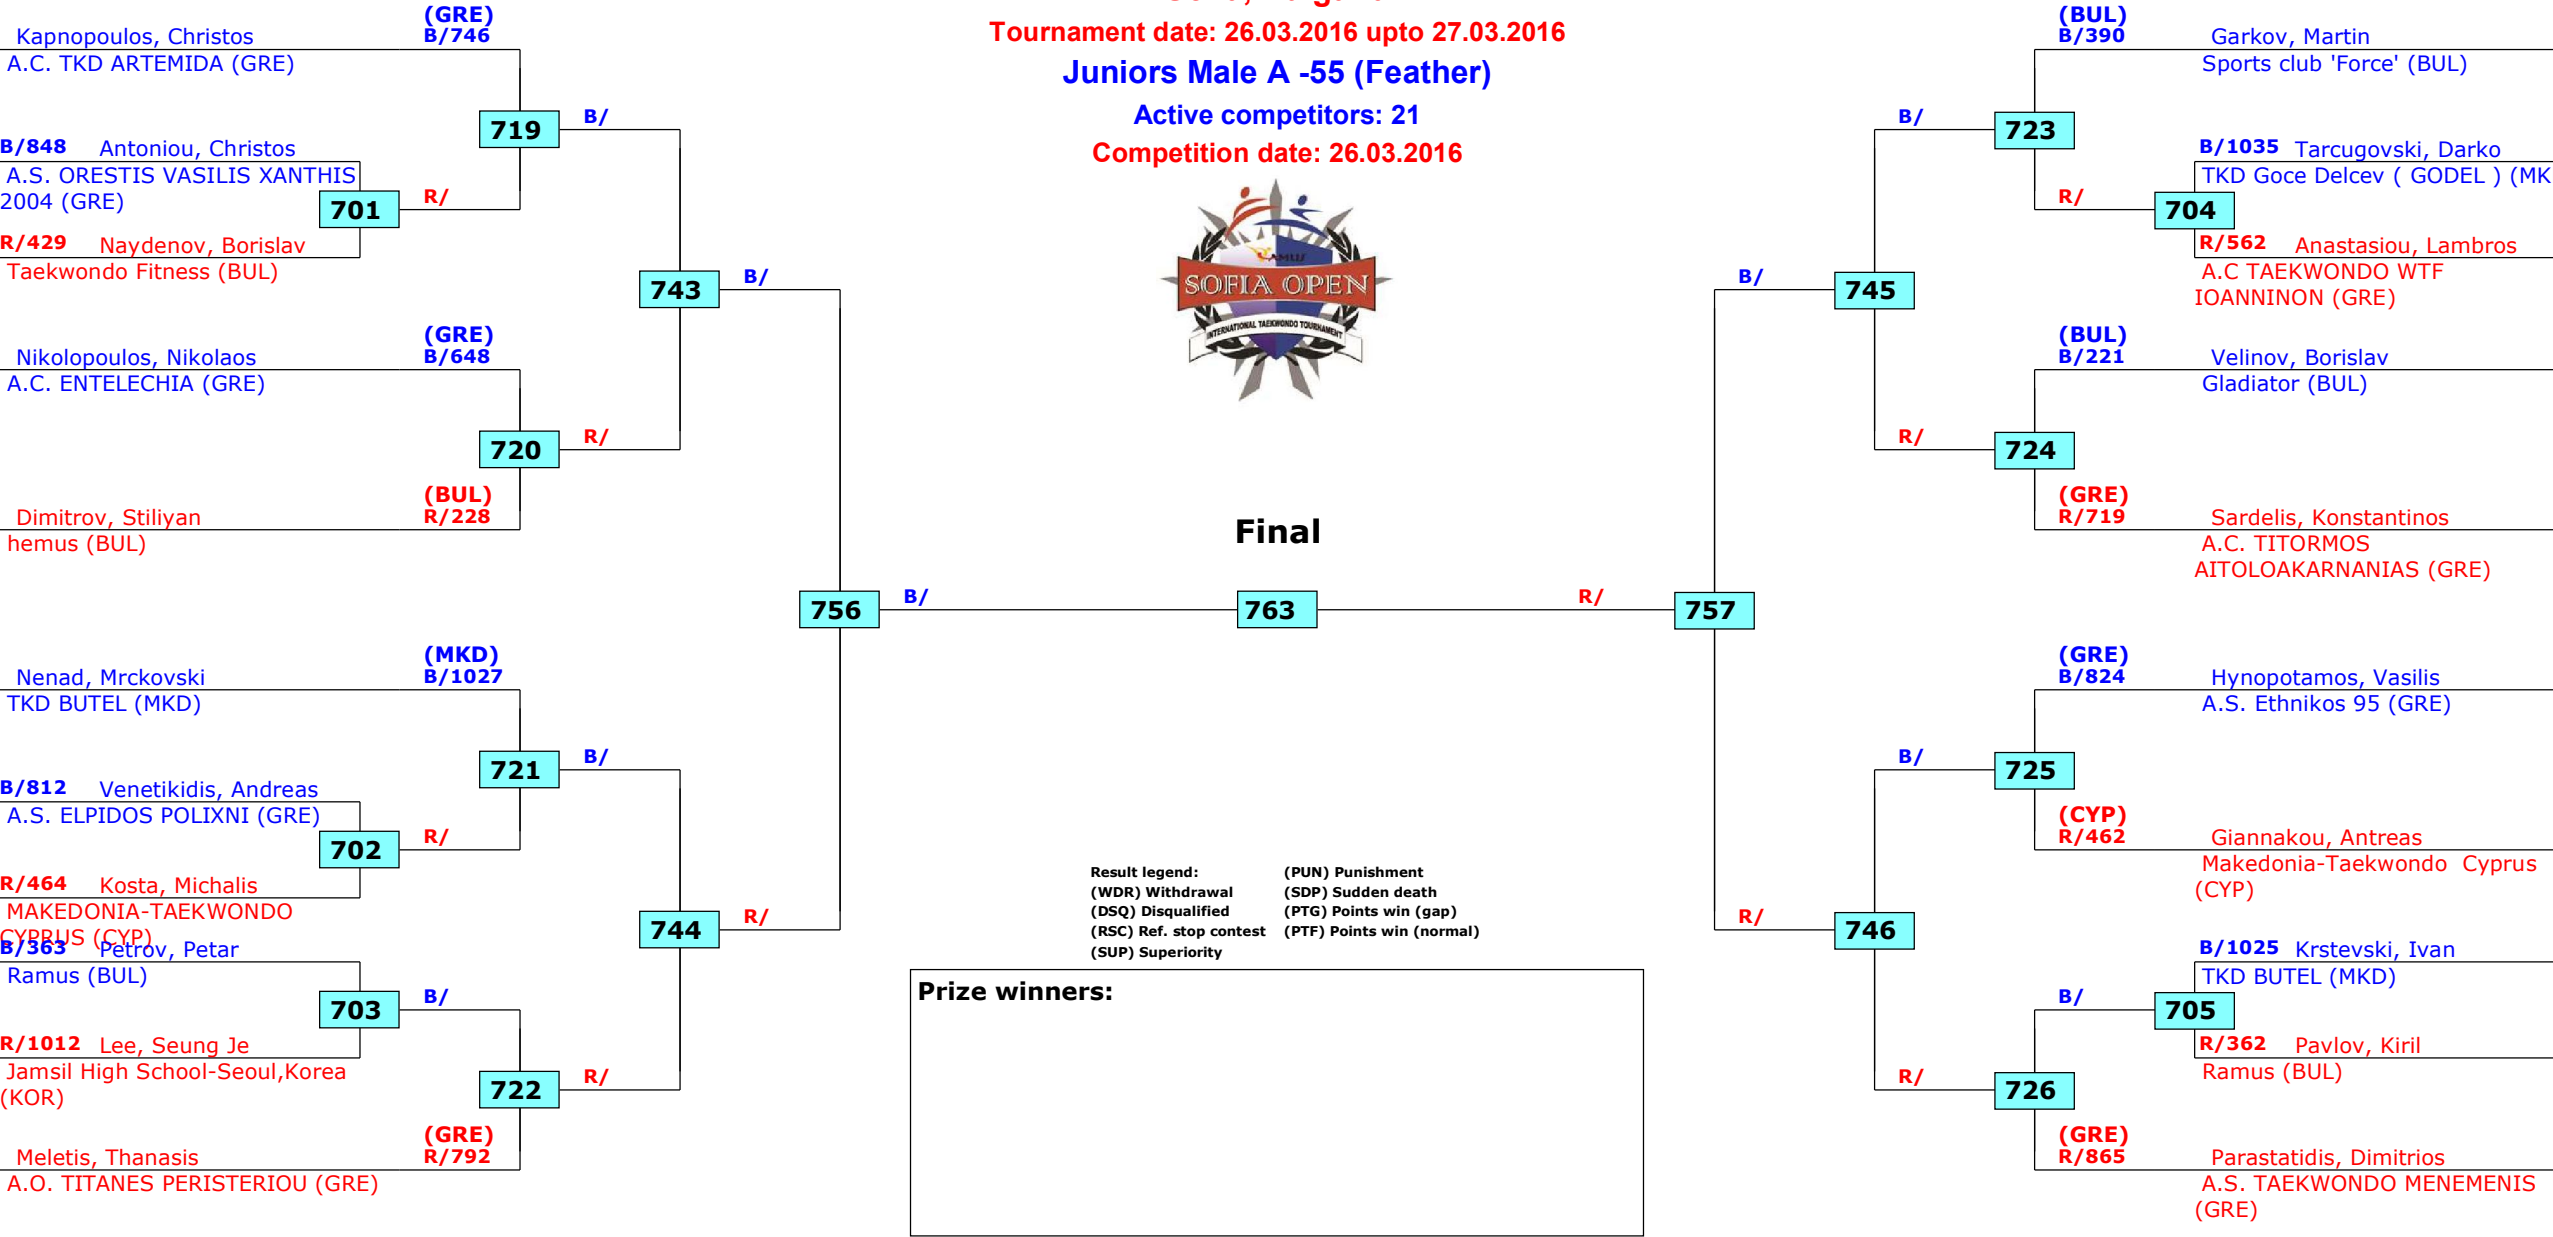 Tournament date: 26.03.2016 upto 27.03.2016
Juniors Male A -55 (Feather)
Active competitors: 21
Competition date: 26.03.2016
RAMUS
SOFIA OPEN
INTERNATIONAL TAEKWONDO TOURNAMENT
(GRE)
Kapnopoulos, Christos B/746
A.C. TKD ARTEMIDA (GRE)
719
B/
B/848 Antoniou, Christos
A.S. ORESTIS VASILIS XANTHIS
2004 (GRE)
701
R/
R/429 Naydenov, Borislav
Taekwondo Fitness (BUL)
743
B/
(GRE)
Nikolopoulos, Nikolaos B/648
A.C. ENTELECHIA (GRE)
720
R/
(BUL)
Dimitrov, Stiliyan R/228
hemus (BUL)
756
B/
(MKD)
Nenad, Mrckovski B/1027
TKD BUTEL (MKD)
721
B/
B/812 Venetikidis, Andreas
A.S. ELPIDOS POLIXNI (GRE)
702
R/
R/464 Kosta, Michalis
MAKEDONIA-TAEKWONDO
CYPRUS (CYP)
744
R/
B/363 Petrov, Petar
Ramus (BUL)
703
B/
R/1012 Lee, Seung Je
Jamsil High School-Seoul,Korea
(KOR)
722
R/
(GRE)
Meletis, Thanasis R/792
A.O. TITANES PERISTERIOU (GRE)
Final
763
R/
757
(BUL)
B/390 Garkov, Martin
Sports club 'Force' (BUL)
B/
723
B/1035 Tarcugovski, Darko
TKD Goce Delcev ( GODEL ) (MK
R/
704
R/562 Anastasiou, Lambros
A.C TAEKWONDO WTF
IOANNINON (GRE)
B/
745
(BUL)
B/221 Velinov, Borislav
Gladiator (BUL)
R/
724
(GRE)
R/719 Sardelis, Konstantinos
A.C. TITORMOS
AITOLOAKARNANIAS (GRE)
(GRE)
B/824 Hynopotamos, Vasilis
A.S. Ethnikos 95 (GRE)
B/
725
(CYP)
R/462 Giannakou, Antreas
Makedonia-Taekwondo Cyprus
(CYP)
R/
746
B/1025 Krstevski, Ivan
TKD BUTEL (MKD)
B/
705
R/362 Pavlov, Kiril
Ramus (BUL)
R/
726
(GRE)
R/865 Parastatidis, Dimitrios
A.S. TAEKWONDO MENEMENIS
(GRE)
Result legend: (PUN) Punishment
(WDR) Withdrawal (SDP) Sudden death
(DSQ) Disqualified (PTG) Points win (gap)
(RSC) Ref. stop contest (PTF) Points win (normal)
(SUP) Superiority
Prize winners: